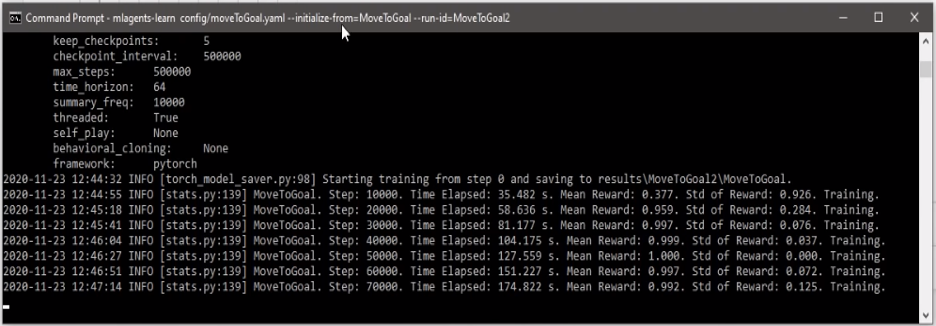 Command Prompt - mlagents-learn config/moveToGoal.yaml --initialize-from=MoveToGoal --run-id=MoveToGoal2
keep_checkpoints: 5
checkpoint_interval: 500000
max_steps: 500000
time_horizon: 64
summary_freq: 10000
threaded: True
self_play: None
behavioral_cloning: None
framework: pytorch
2020-11-23 12:44:32 INFO [torch_model_saver.py:98] Starting training from step 0 and saving to results\MoveToGoal2\MoveToGoal.
2020-11-23 12:44:55 INFO [stats.py:139] MoveToGoal. Step: 10000. Time Elapsed: 35.482 s. Mean Reward: 0.377. Std of Reward: 0.926. Training.
2020-11-23 12:45:18 INFO [stats.py:139] MoveToGoal. Step: 20000. Time Elapsed: 58.636 s. Mean Reward: 0.959. Std of Reward: 0.284. Training.
2020-11-23 12:45:41 INFO [stats.py:139] MoveToGoal. Step: 30000. Time Elapsed: 81.177 s. Mean Reward: 0.997. Std of Reward: 0.076. Training.
2020-11-23 12:46:04 INFO [stats.py:139] MoveToGoal. Step: 40000. Time Elapsed: 104.175 s. Mean Reward: 0.999. Std of Reward: 0.037. Training.
2020-11-23 12:46:27 INFO [stats.py:139] MoveToGoal. Step: 50000. Time Elapsed: 127.559 s. Mean Reward: 1.000. Std of Reward: 0.000. Training.
2020-11-23 12:46:51 INFO [stats.py:139] MoveToGoal. Step: 60000. Time Elapsed: 151.227 s. Mean Reward: 0.997. Std of Reward: 0.072. Training.
2020-11-23 12:47:14 INFO [stats.py:139] MoveToGoal. Step: 70000. Time Elapsed: 174.822 s. Mean Reward: 0.992. Std of Reward: 0.125. Training.